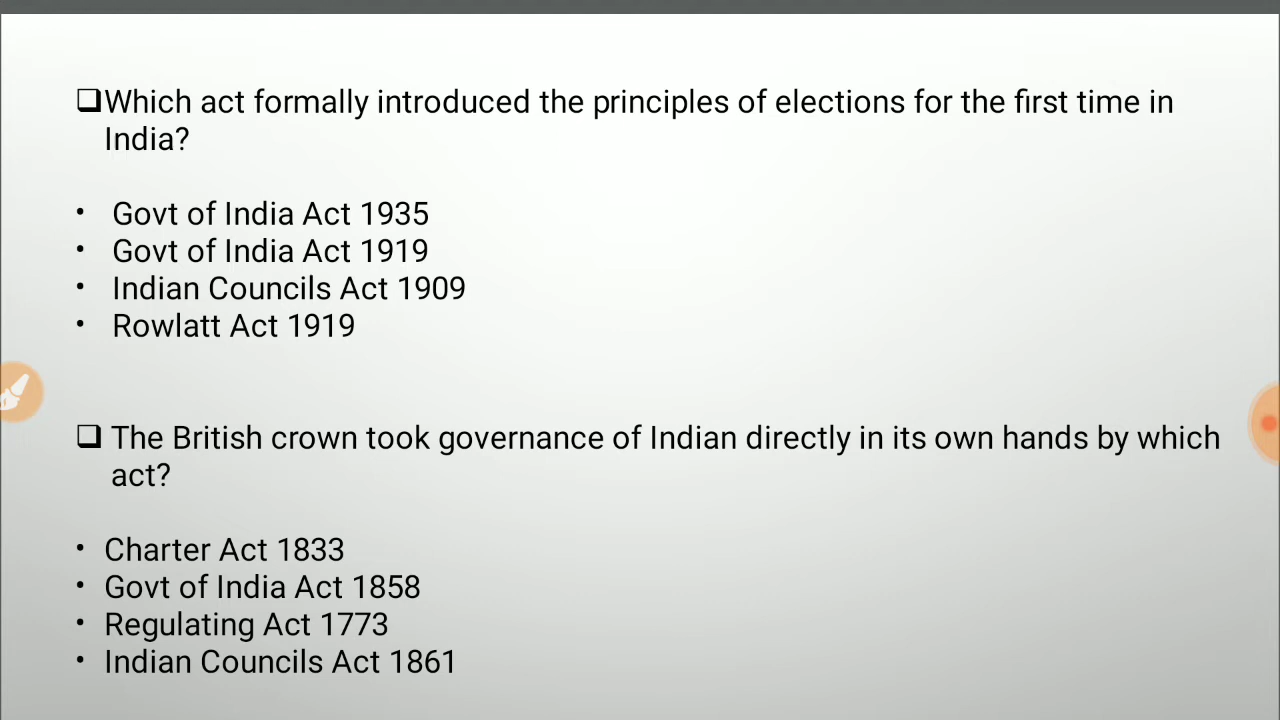 ❑Which act formally introduced the principles of elections for the first time in
India?
• Govt of India Act 1935
• Govt of India Act 1919
• Indian Councils Act 1909
• Rowlatt Act 1919
❑ The British crown took governance of Indian directly in its own hands by which
act?
• Charter Act 1833
• Govt of India Act 1858
• Regulating Act 1773
• Indian Councils Act 1861